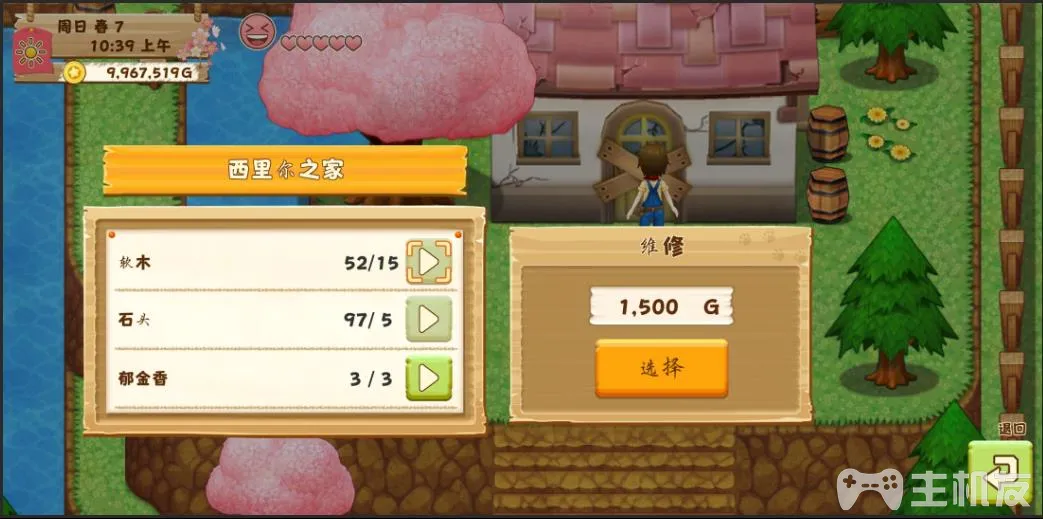 周日 春 7
10:39 上午
9,967,519G
西里尔之家
软木 52/15
石头 97/ 5
郁金香 3 / 3
维修
1,500 G
选择
退回
主机友